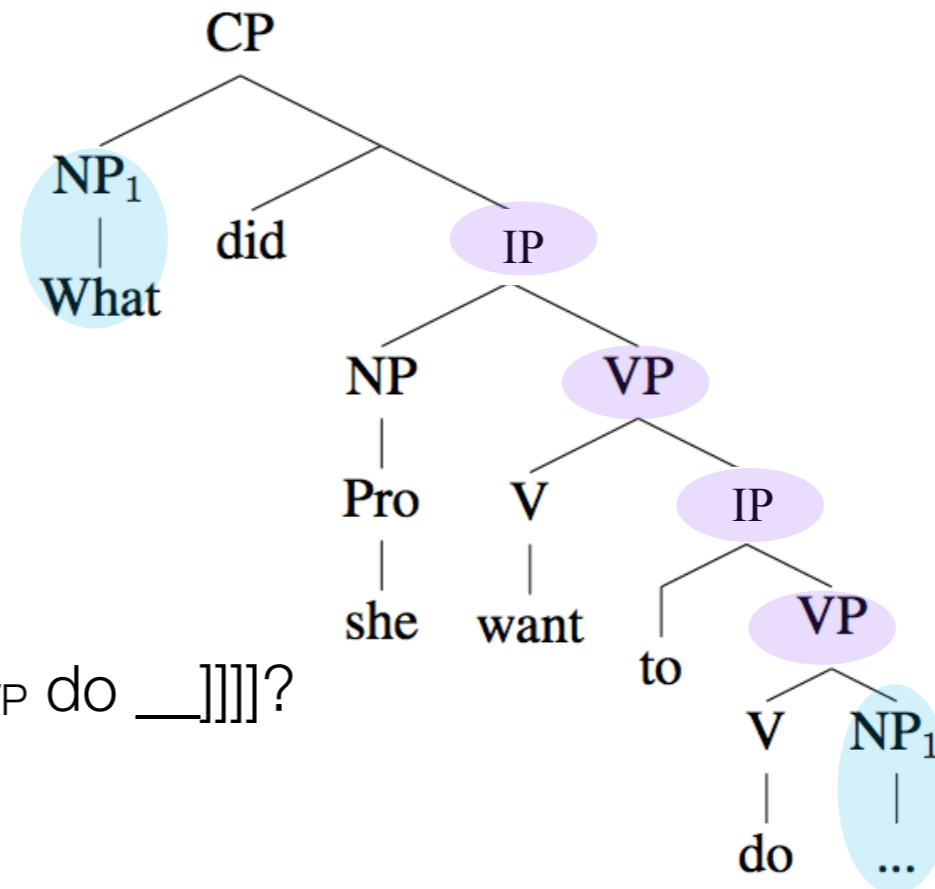 CP
NP₁
did
IP
What
NP VP
Pro V IP
she want to VP
do __]]]]?
V NP₁
do ...